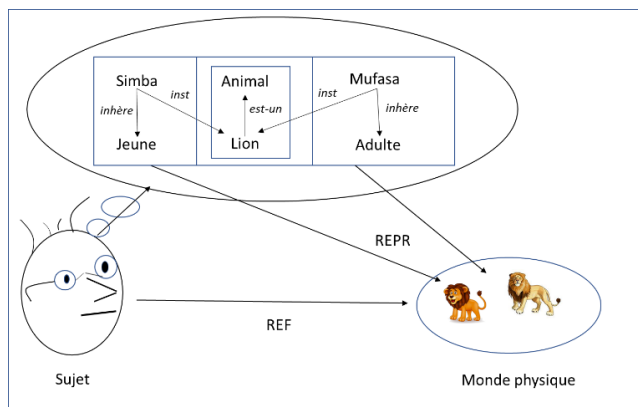 Simba Animal Mufasa
inst inst
inhère est-un inhère
Jeune Lion Adulte
REPR
REF
Sujet Monde physique